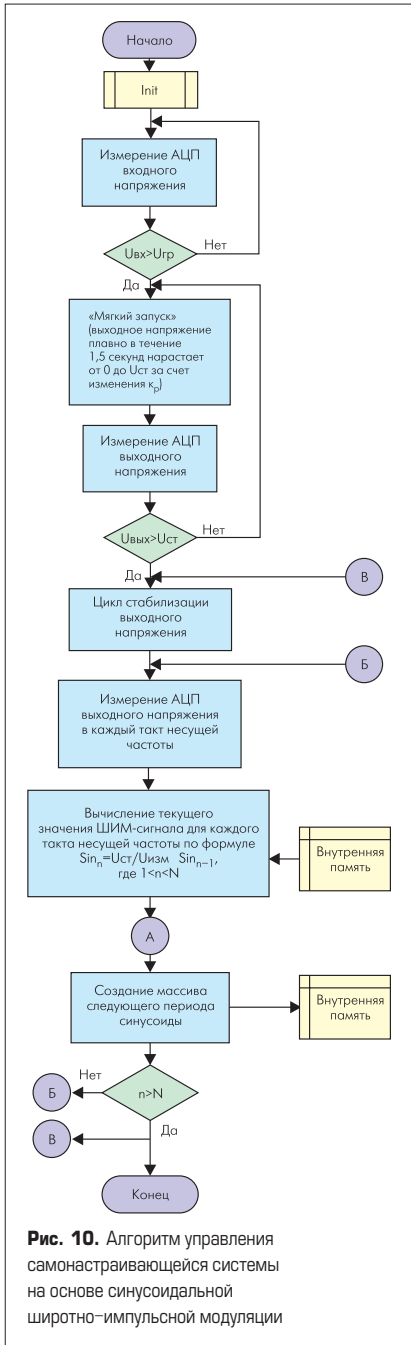 Начало
Init
Измерение АЦП
входного
напряжения
Uвх>Uгр
Нет
Да
«Мягкий запуск»
(выходное напряжение
плавно в течение
1,5 секунд нарастает
от 0 до Uст за счет
изменения кр)
Измерение АЦП
выходного
напряжения
Uвых>Uст
Нет
Да
В
Цикл стабилизации
выходного
напряжения
Б
Измерение АЦП
выходного напряжения
в каждый такт несущей
частоты
Вычисление текущего
значения ШИМ-сигнала для каждого
такта несущей частоты по формуле
Sinn=Uст/Uизм Sinn−1,
где 1<n<N
Внутренняя
память
А
Создание массива
следующего периода
синусоиды
Внутренняя
память
Нет
Б
n>N
В
Да
Конец
Рис. 10. Алгоритм управления
самонастраивающейся системы
на основе синусоидальной
широтно-импульсной модуляции